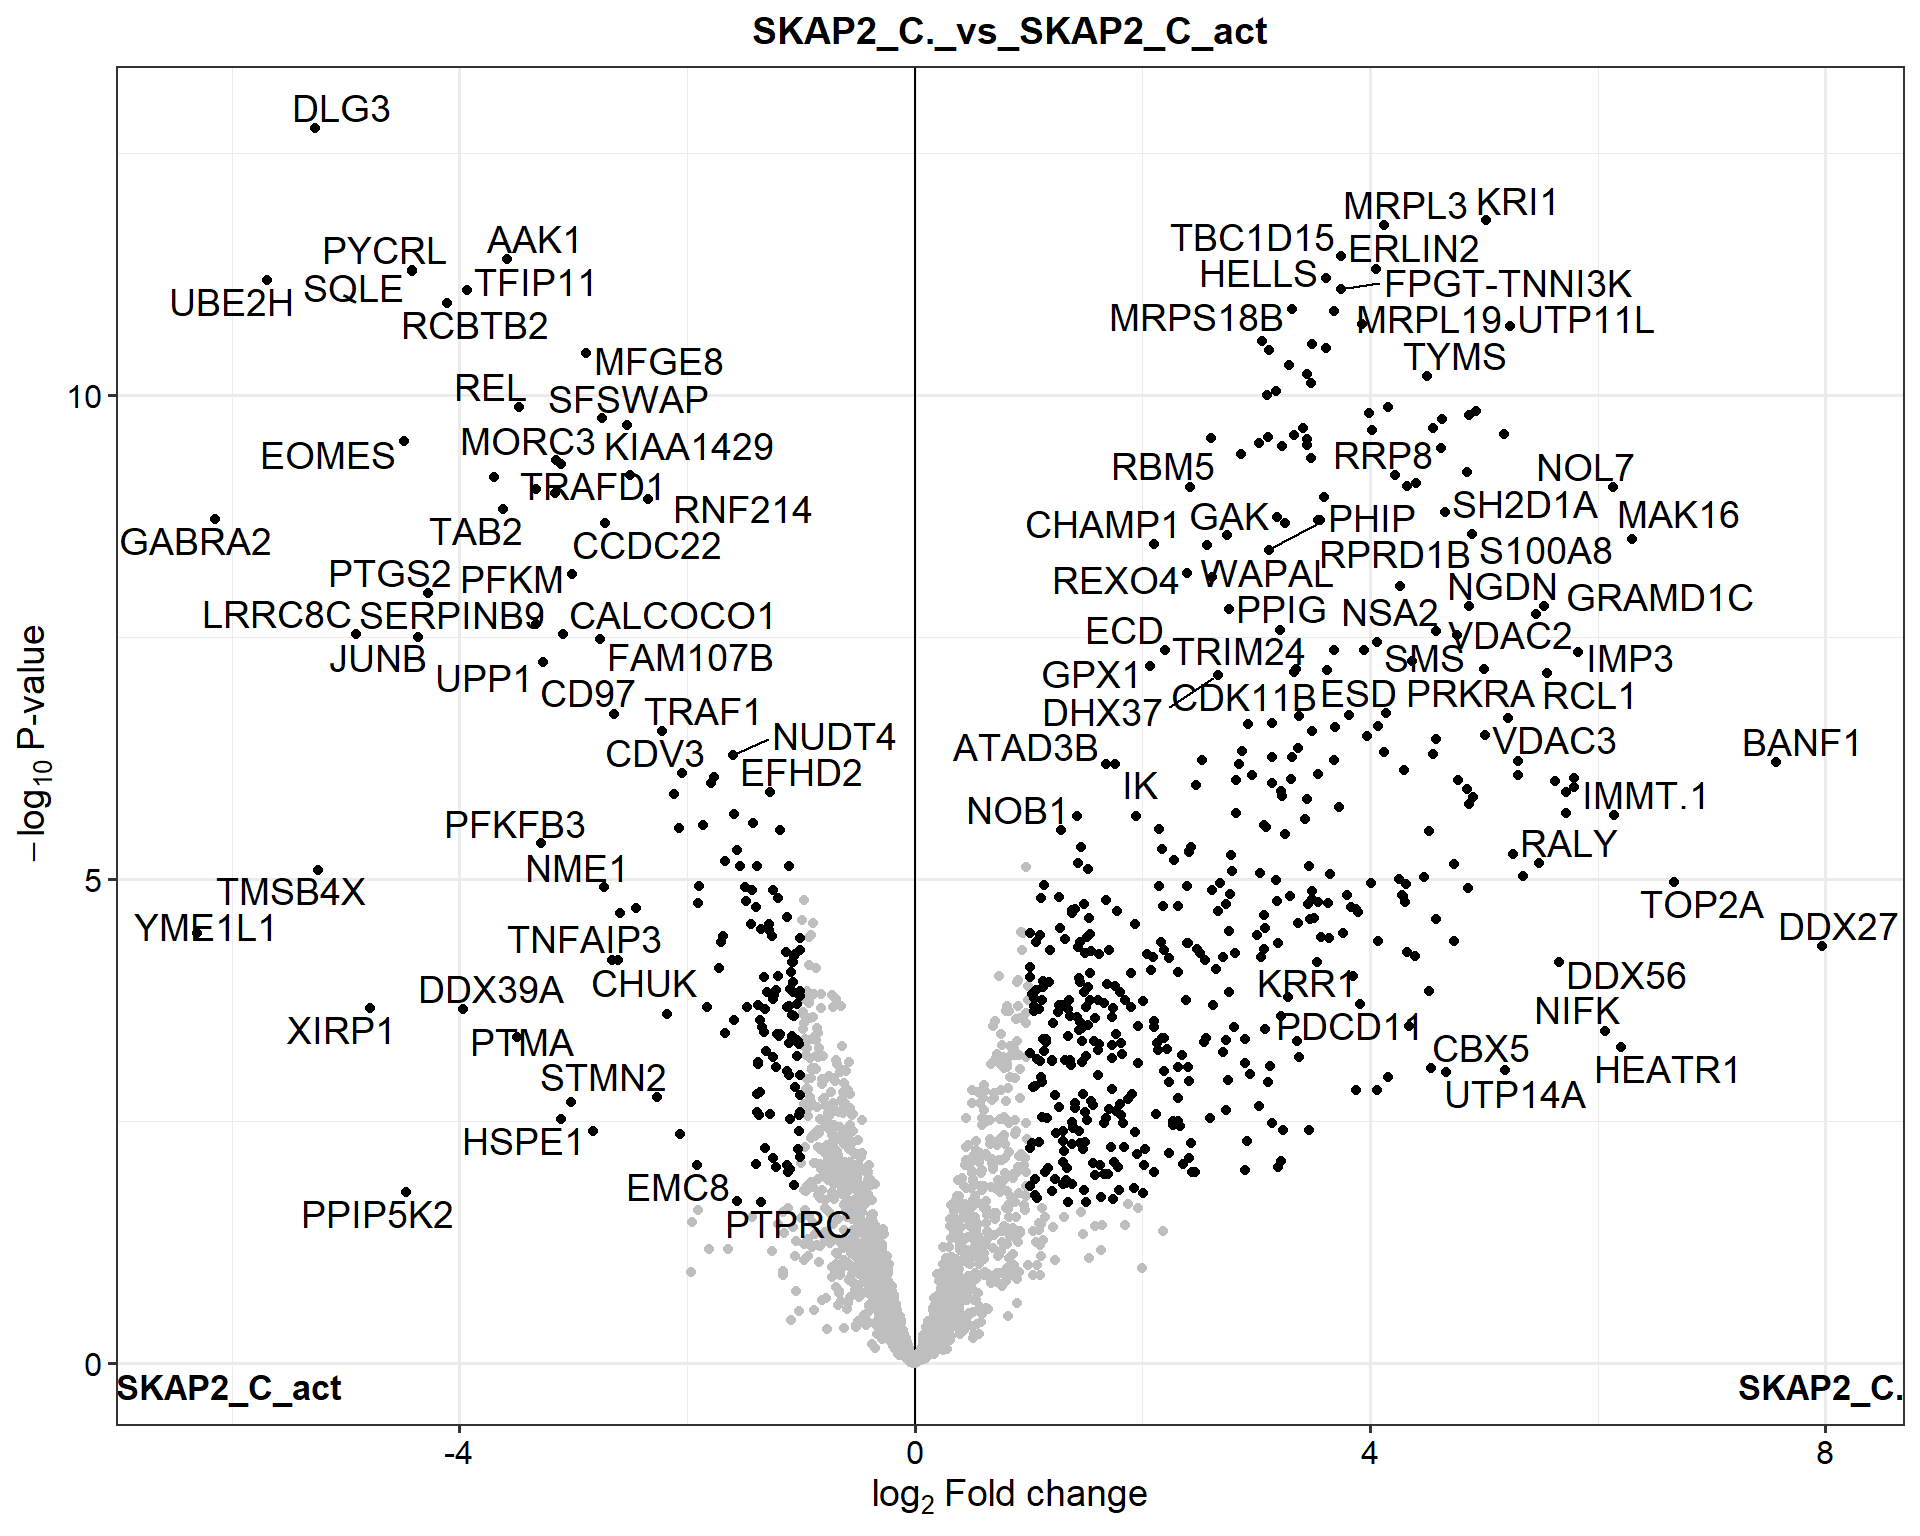 SKAP2_C._vs_SKAP2_C_act
DLG3
MRPL3 KRI1
PYCRL AAK1 TBC1D15 ERLIN2
UBE2H SQLE TFIP11 HELLS FPGT-TNNI3K
RCBTB2 MRPS18B MRPL19 UTP11L
MFGE8 TYMS
REL SFSWAP
10
EOMES MORC3 KIAA1429 RBM5 RRP8 NOL7
TRAFD1 RNF214 SH2D1A MAK16
GABRA2 TAB2 CCDC22 CHAMP1 GAK PHIP RPRD1B S100A8
PTGS2 PFKM REXO4 WAPAL NGDN GRAMD1C
LRRC8C SERPINB9 CALCOCO1 PPIG NSA2
JUNB FAM107B ECD TRIM24 VDAC2 IMP3
UPP1 CD97 GPX1 SMS
DHX37 CDK11B ESD PRKRA RCL1
TRAF1 NUDT4 VDAC3 BANF1
CDV3 EFHD2 ATAD3B IK IMMT.1
PFKFB3 NOB1 RALY
NME1
5
TMSB4X TOP2A
YME1L1 TNFAIP3 DDX27
DDX39A CHUK KRR1 DDX56
XIRP1 PTMA PDCD11 NIFK
STMN2 CBX5 HEATR1
UTP14A
HSPE1
EMC8
PPIP5K2 PTPRC
0
SKAP2_C_act SKAP2_C.
-4 0 4 8
log2 Fold change
−log10 P-value